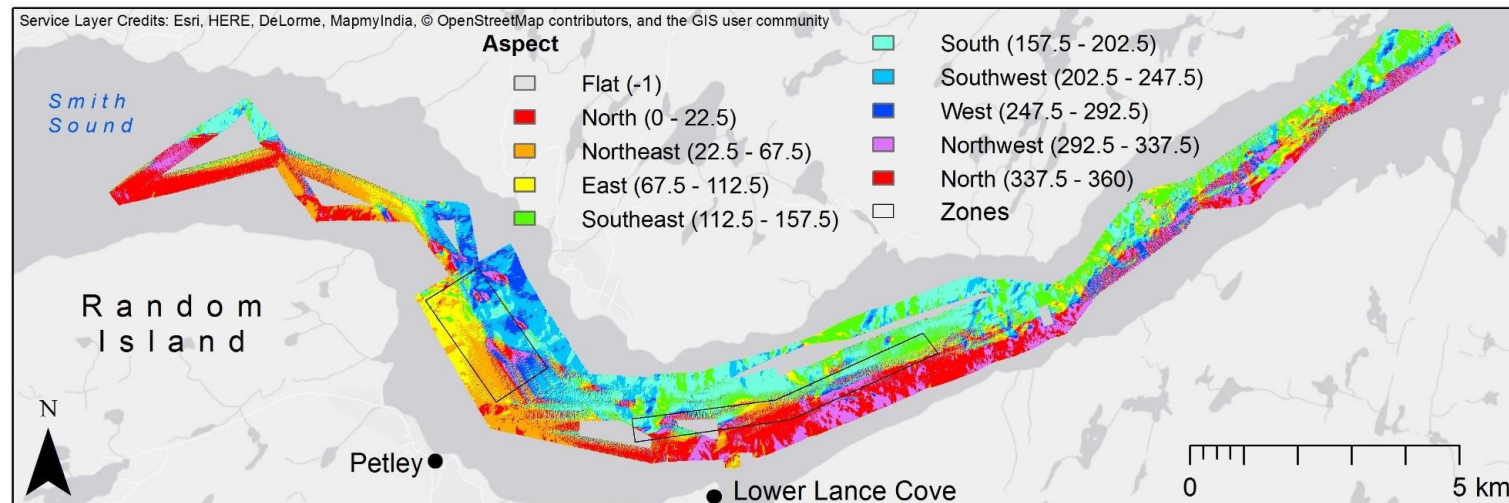 Service Layer Credits: Esri, HERE, DeLorme, MapmyIndia, © OpenStreetMap contributors, and the GIS user community
Aspect
Flat (-1)
North (0 - 22.5)
Northeast (22.5 - 67.5)
East (67.5 - 112.5)
Southeast (112.5 - 157.5)
South (157.5 - 202.5)
Southwest (202.5 - 247.5)
West (247.5 - 292.5)
Northwest (292.5 - 337.5)
North (337.5 - 360)
Zones
Smith
Sound
Random
Island
N
Petley
Lower Lance Cove
0 5 km